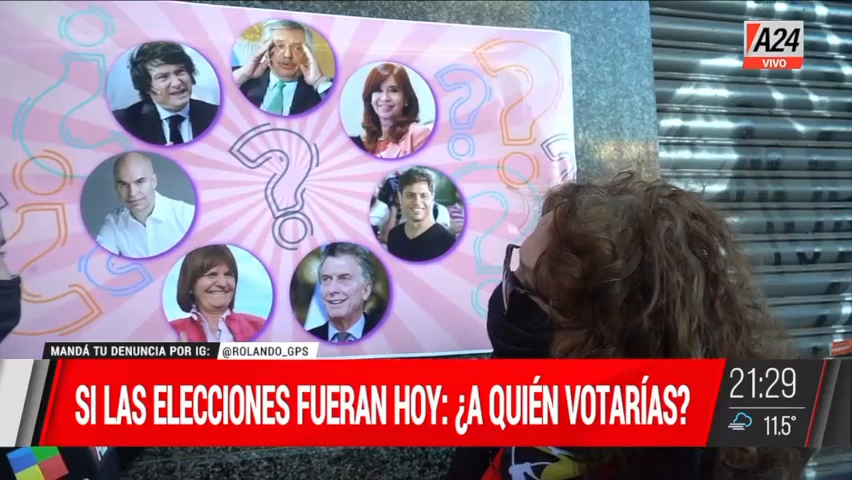 A24
VIVO
MANDÁ TU DENUNCIA POR IG: @ROLANDO_GPS
SI LAS ELECCIONES FUERAN HOY: ¿A QUIÉN VOTARÍAS?
21:29
11.5°